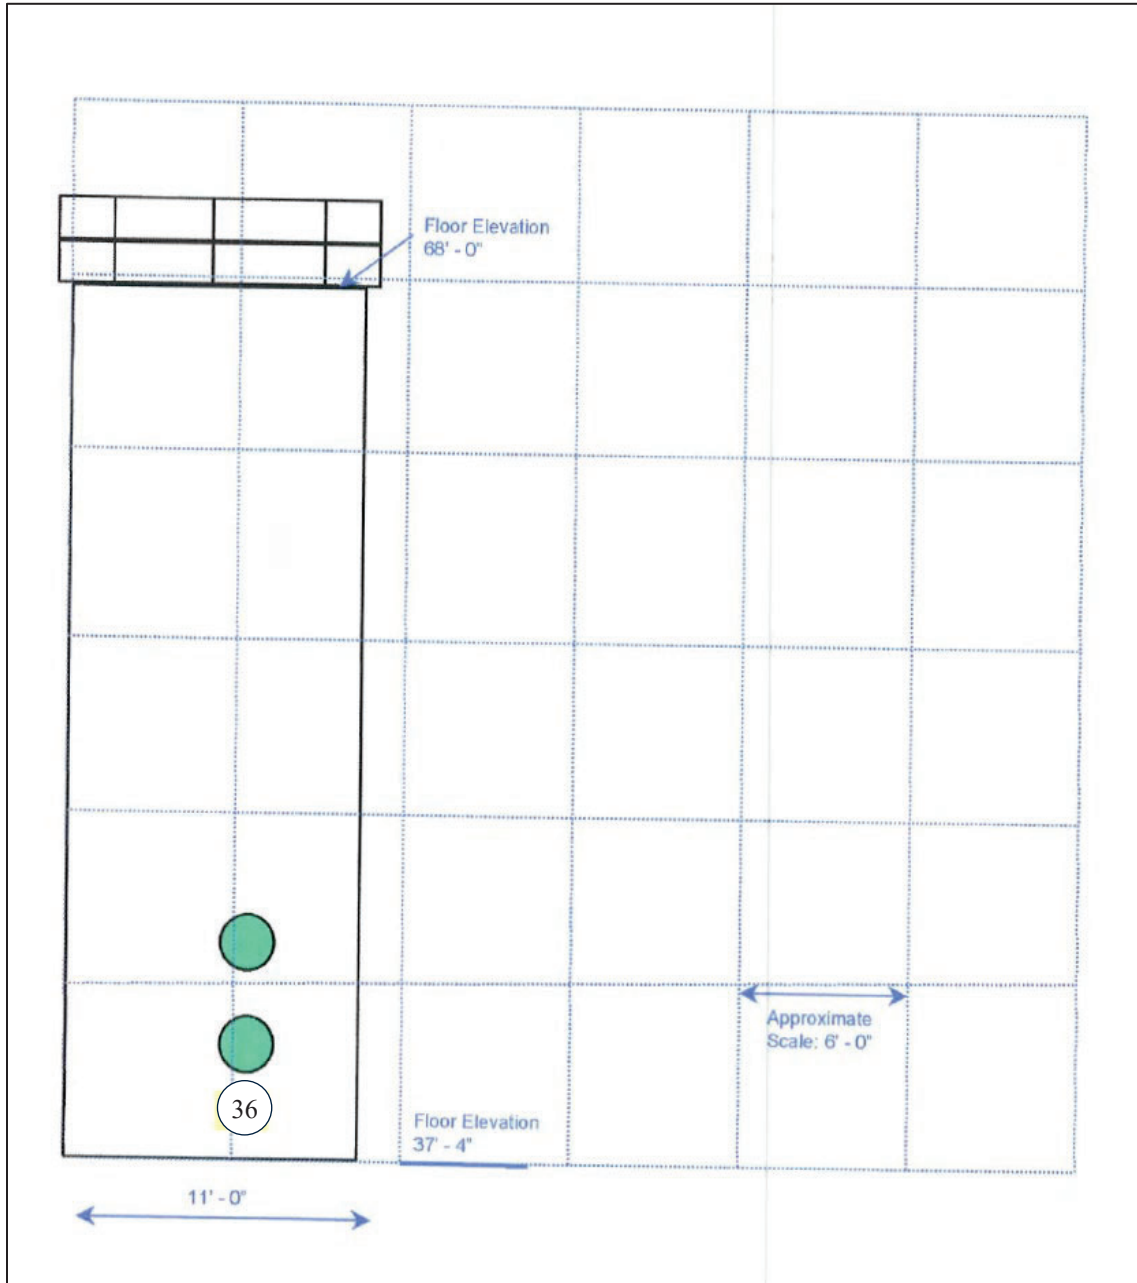 Floor Elevation
68' - 0"
Approximate
Scale: 6' - 0"
36
Floor Elevation
37' - 4"
11' - 0"